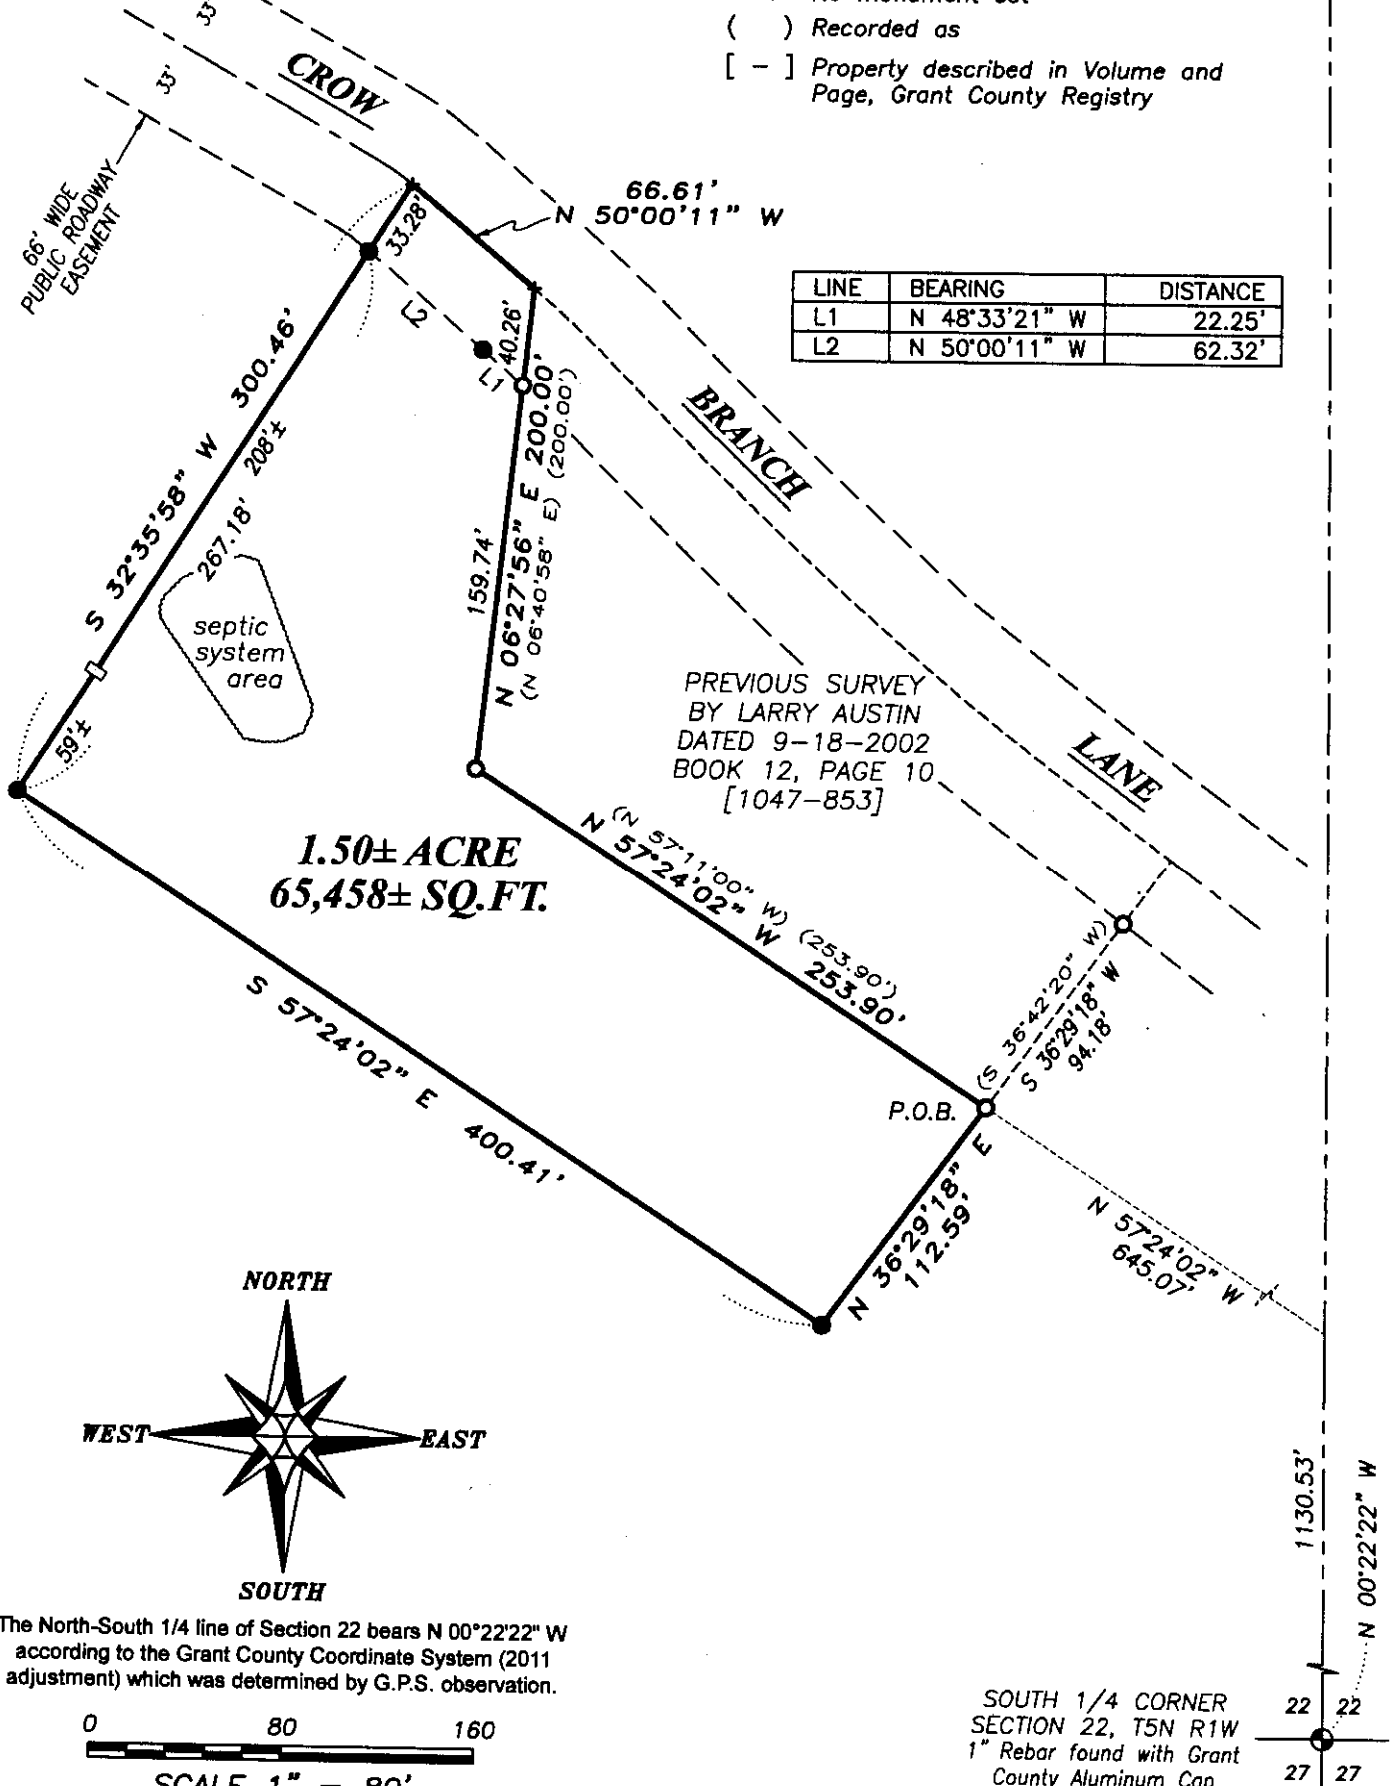 33'
( ) Recorded as
[ - ] Property described in Volume and
Page, Grant County Registry
33'
CROW
66' WIDE
PUBLIC ROADWAY
EASEMENT
66.61'
N 50°00'11" W
33.28'
LINE BEARING DISTANCE
L1 N 48°33'21" W 22.25'
L2 N 50°00'11" W 62.32'
L2
L1
40.26'
S 32°35'58" W 300.46'
208'±
267.18'
59'±
septic
system
area
159.74'
N 06°27'56" E 200.00'
(N 06°40'58" E) (200.00')
BRANCH
PREVIOUS SURVEY
BY LARRY AUSTIN
DATED 9-18-2002
BOOK 12, PAGE 10
[1047-853]
LANE
1.50± ACRE
65,458± SQ.FT.
(N 57°11'00" W) (253.90')
N 57°24'02" W 253.90'
(S 36°42'20" W)
S 36°29'18" W
94.18'
S 57°24'02" E 400.41'
P.O.B.
N 36°29'18" E
112.59'
N 57°24'02" W
645.07'
NORTH
WEST
EAST
SOUTH
1130.53'
N 00°22'22" W
The North-South 1/4 line of Section 22 bears N 00°22'22" W
according to the Grant County Coordinate System (2011
adjustment) which was determined by G.P.S. observation.
0 80 160
SCALE 1" = 80'
SOUTH 1/4 CORNER
SECTION 22, T5N R1W
1" Rebar found with Grant
County Aluminum Cap
22 22
27 27